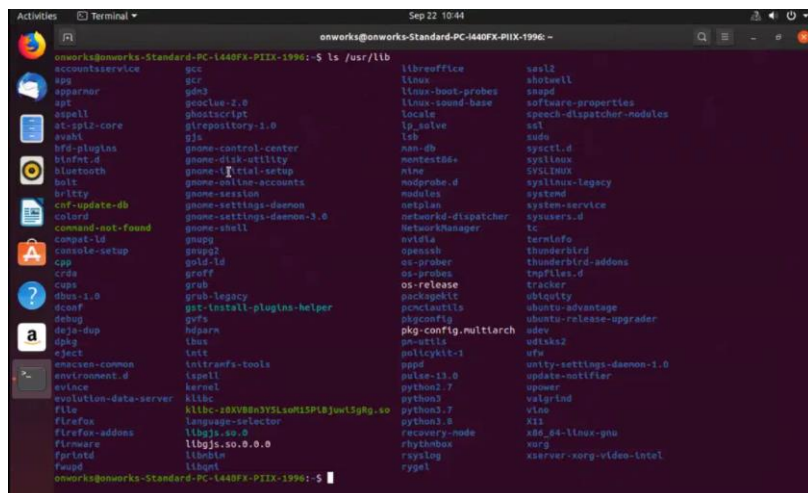 Activities Terminal Sep 22 10:44
onworks@onworks-Standard-PC-i440FX-PIIX-1996: ~
onworks@onworks-Standard-PC-i440FX-PIIX-1996:~$ ls /usr/lib
accountsservice gcc libreoffice sasl2
apg gcr linux shotwell
apparmor gdm3 linux-boot-probes snapd
apt geoclue-2.0 linux-sound-base software-properties
aspell ghostscript locale speech-dispatcher-modules
at-spi2-core girepository-1.0 lp_solve ssl
avahi gjs lsb sudo
bfd-plugins gnome-control-center man-db sysctl.d
binfmt.d gnome-disk-utility memtest86+ syslinux
bluetooth gnome-initial-setup mime SYSLINUX
bolt gnome-online-accounts modprobe.d syslinux-legacy
brltty gnome-session modules systemd
cnf-update-db gnome-settings-daemon netplan system-service
colord gnome-settings-daemon-3.0 networkd-dispatcher sysusers.d
command-not-found gnome-shell NetworkManager tc
compat-ld gnupg nvidia terminfo
console-setup gnupg2 openssh thunderbird
cpp gold-ld os-prober thunderbird-addons
crda groff os-probes tmpfiles.d
cups grub os-release tracker
dbus-1.0 grub-legacy packagekit ubiquity
dconf gst-install-plugins-helper pcmciautils ubuntu-advantage
debug gvfs pkgconfig ubuntu-release-upgrader
deja-dup hdparm pkg-config.multiarch udev
dpkg ibus pm-utils udisks2
eject init policykit-1 ufw
emacsen-common initramfs-tools pppd unity-settings-daemon-1.0
environment.d ispell pulse-13.0 update-notifier
evince kernel python2.7 upower
evolution-data-server klibc python3 valgrind
file python3.7 vino
firefox language-selector python3.8 X11
firefox-addons libgjs.so.0 recovery-mode x86_64-linux-gnu
firmware libgjs.so.0.0.0 rhythmbox xorg
fprintd libmbim rsyslog xserver-xorg-video-intel
fwupd libqmi rygel
onworks@onworks-Standard-PC-i440FX-PIIX-1996:~$